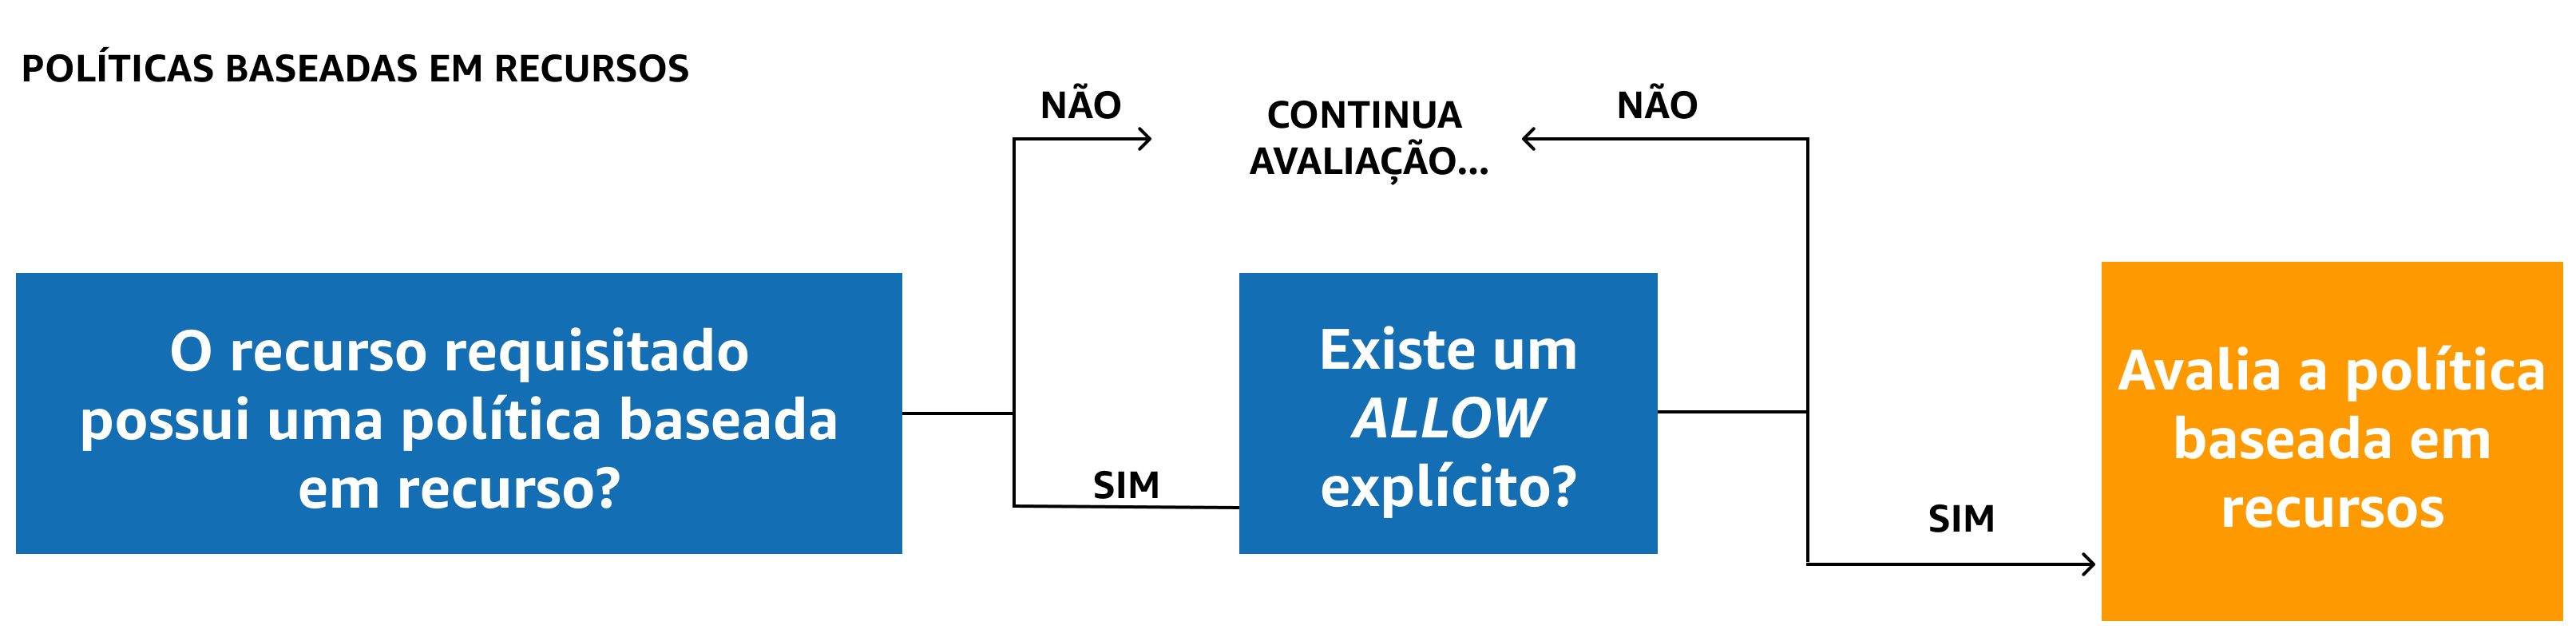 POLÍTICAS BASEADAS EM RECURSOS
NÃO
CONTINUA
AVALIAÇÃO...
NÃO
O recurso requisitado
possui uma política baseada
em recurso?
SIM
Existe um
ALLOW
explícito?
SIM
Avalia a política
baseada em
recursos